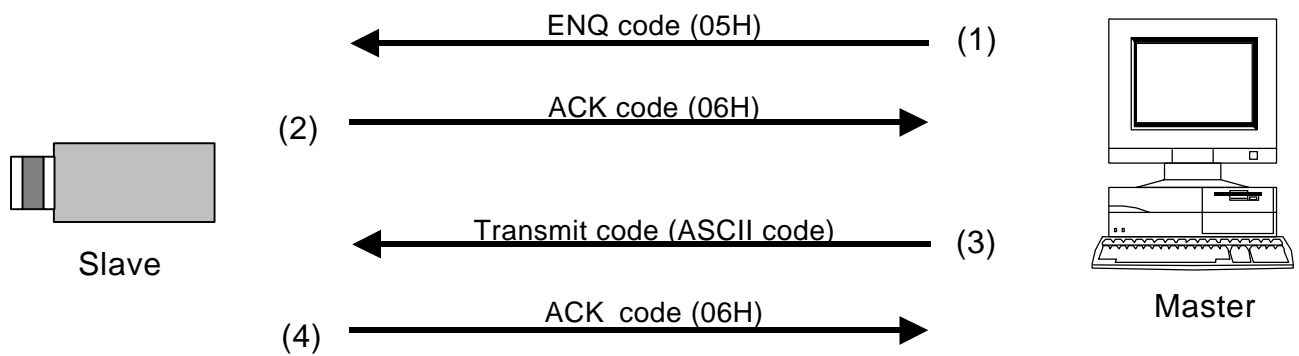 ENQ code (05H)
(1)
ACK code (06H)
(2)
Transmit code (ASCII code)
(3)
Slave
Master
ACK code (06H)
(4)